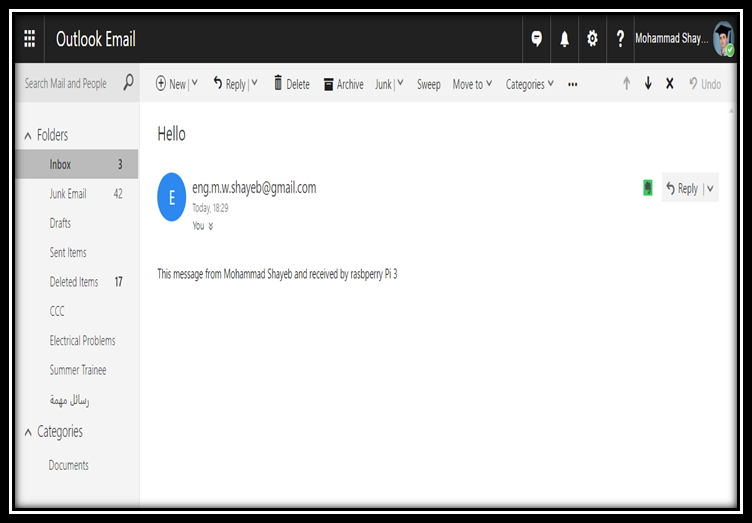 Outlook Email
Mohammad Shay...
Search Mail and People
New
Reply
Delete
Archive
Junk
Sweep
Move to
Categories
Undo
Folders
Inbox 3
Junk Email 42
Drafts
Sent Items
Deleted Items 17
CCC
Electrical Problems
Summer Trainee
رسائل مهمة
Categories
Documents
Hello
E
eng.m.w.shayeb@gmail.com
Today, 18:29
You
Reply
This message from Mohammad Shayeb and received by rasbperry Pi 3